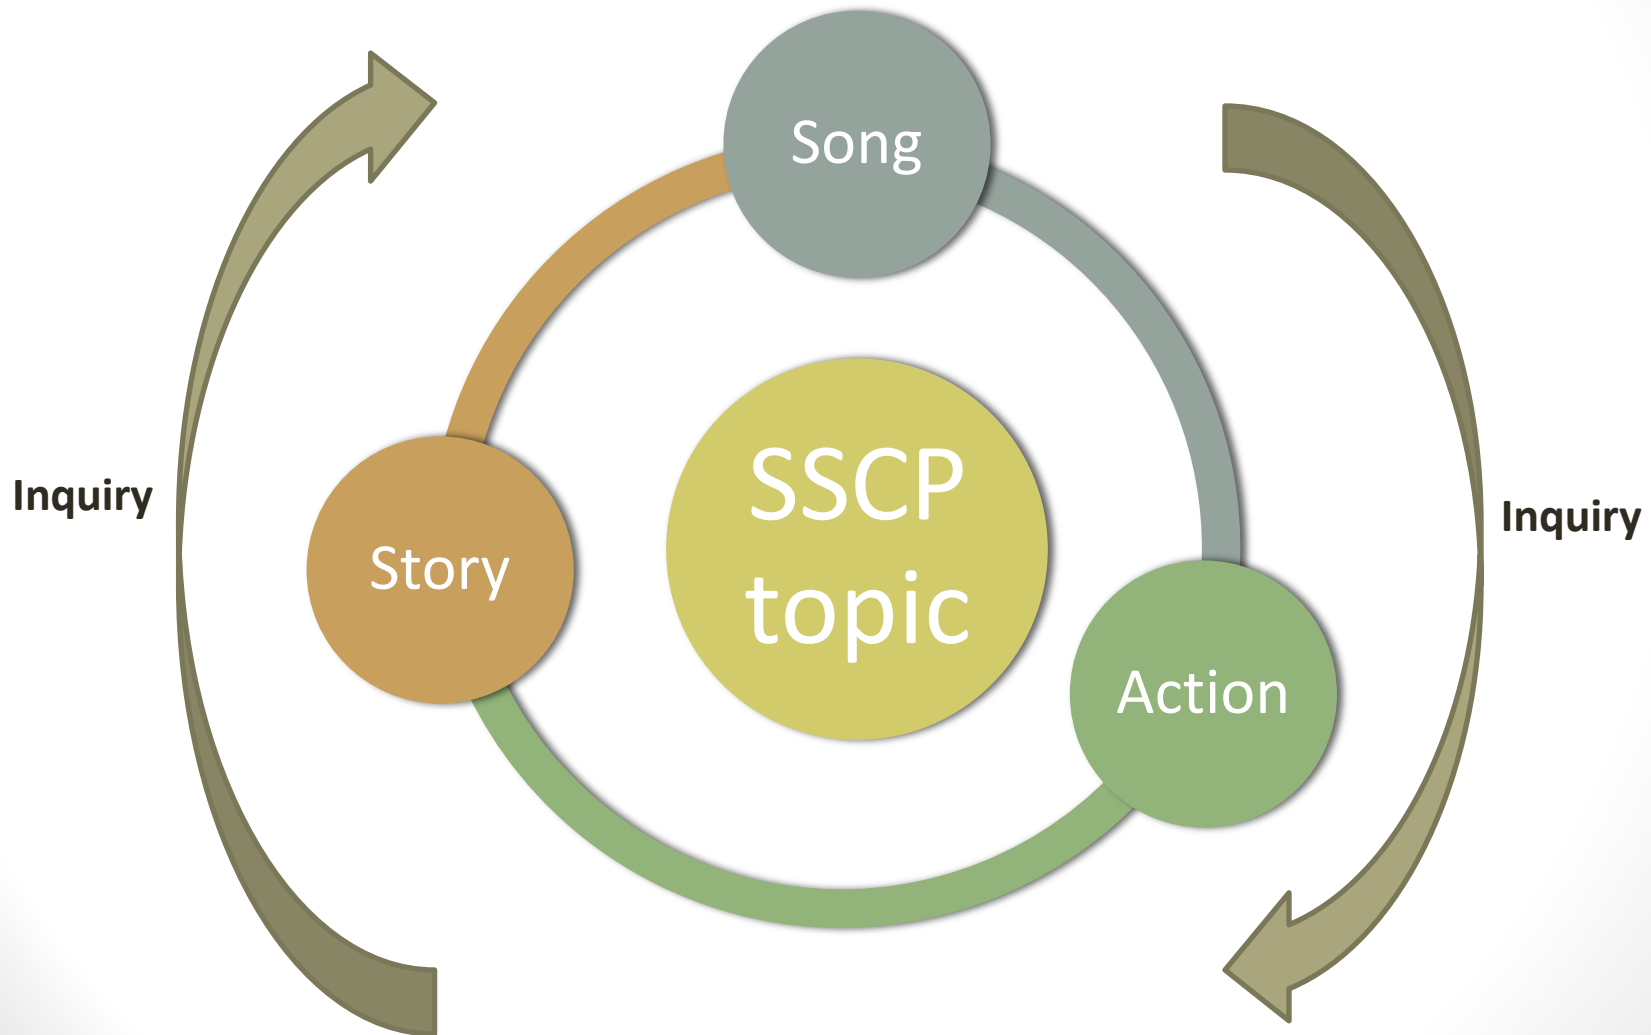 Song
Inquiry
SSCP
topic
Inquiry
Story
Action